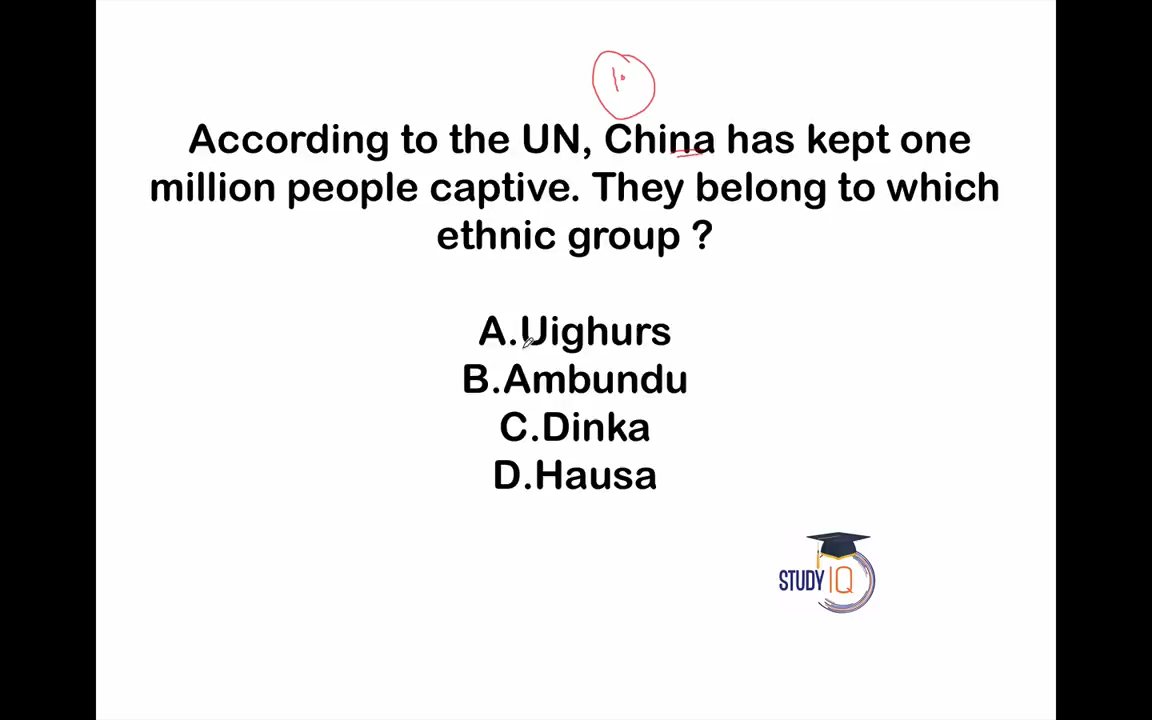 According to the UN, China has kept one
million people captive. They belong to which
ethnic group ?
A.Uighurs
B.Ambundu
C.Dinka
D.Hausa
STUDY IQ